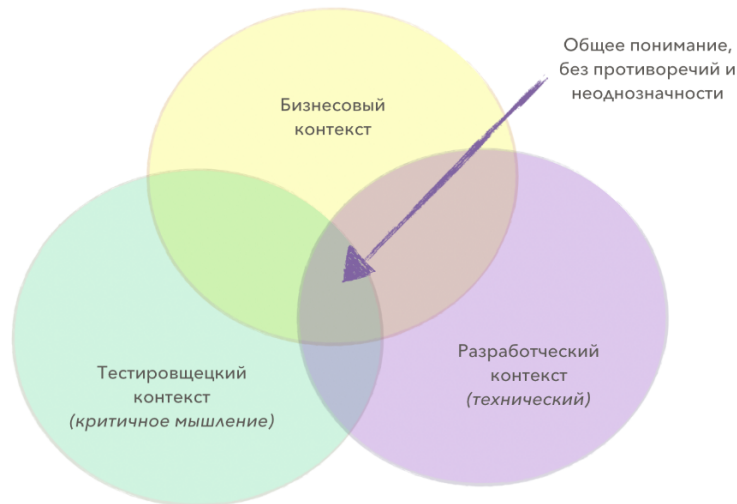 Общее понимание,
без противоречий и
неоднозначности
Бизнесовый
контекст
Тестировщецкий
контекст
(критичное мышление)
Разработческий
контекст
(технический)